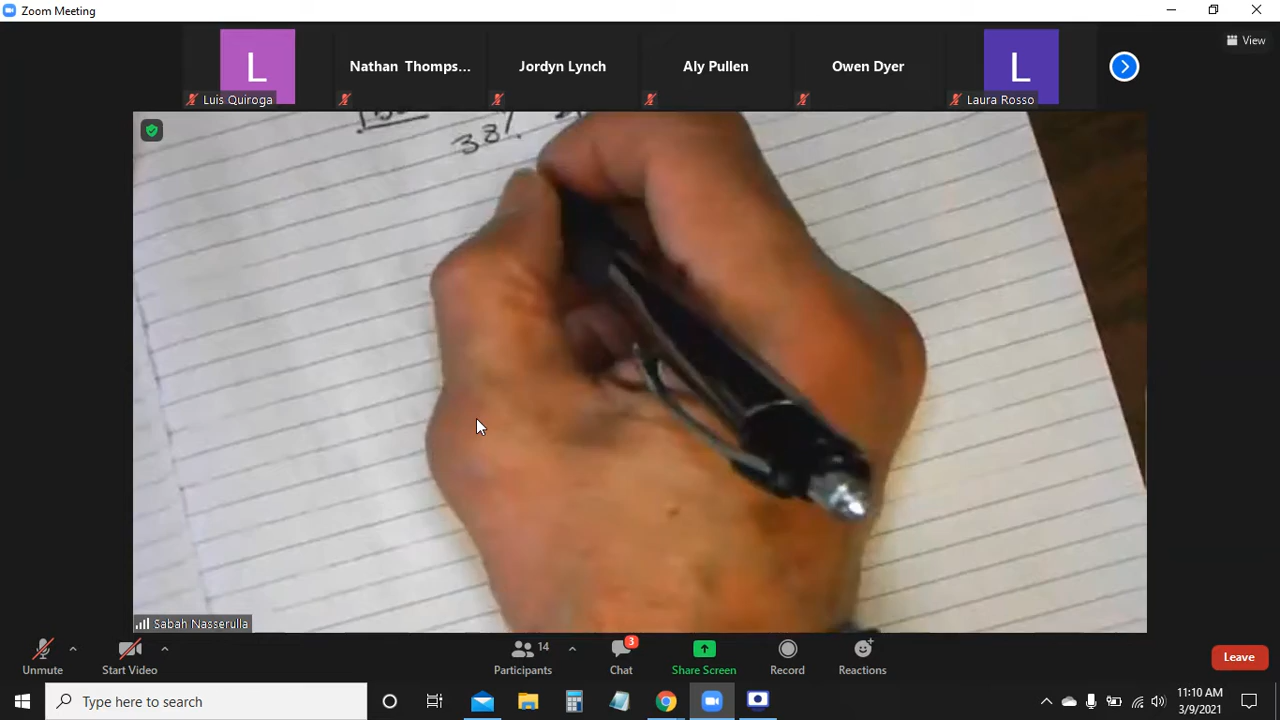 Zoom Meeting
View
L
Nathan Thomps...
Jordyn Lynch
Aly Pullen
Owen Dyer
L
Luis Quiroga
Laura Rosso
38%
Sabah Nasserulla
Unmute
Start Video
14
Participants
3
Chat
Share Screen
Record
Reactions
Leave
Type here to search
11:10 AM
3/9/2021